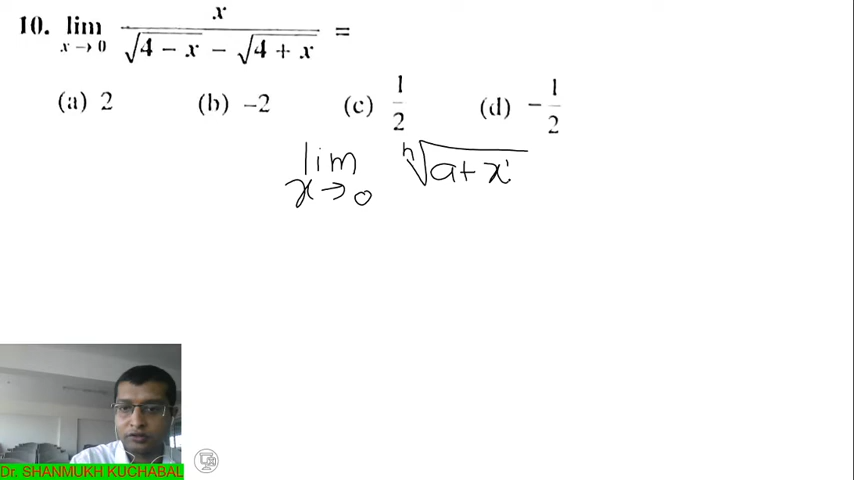 10. lim x→0 x / (√(4 − x) − √(4 + x)) =
(a) 2 (b) −2 (c) 1/2 (d) −1/2
lim x→0 ⁿ√(a + x)
Dr. SHANMUKH KUCHABAL